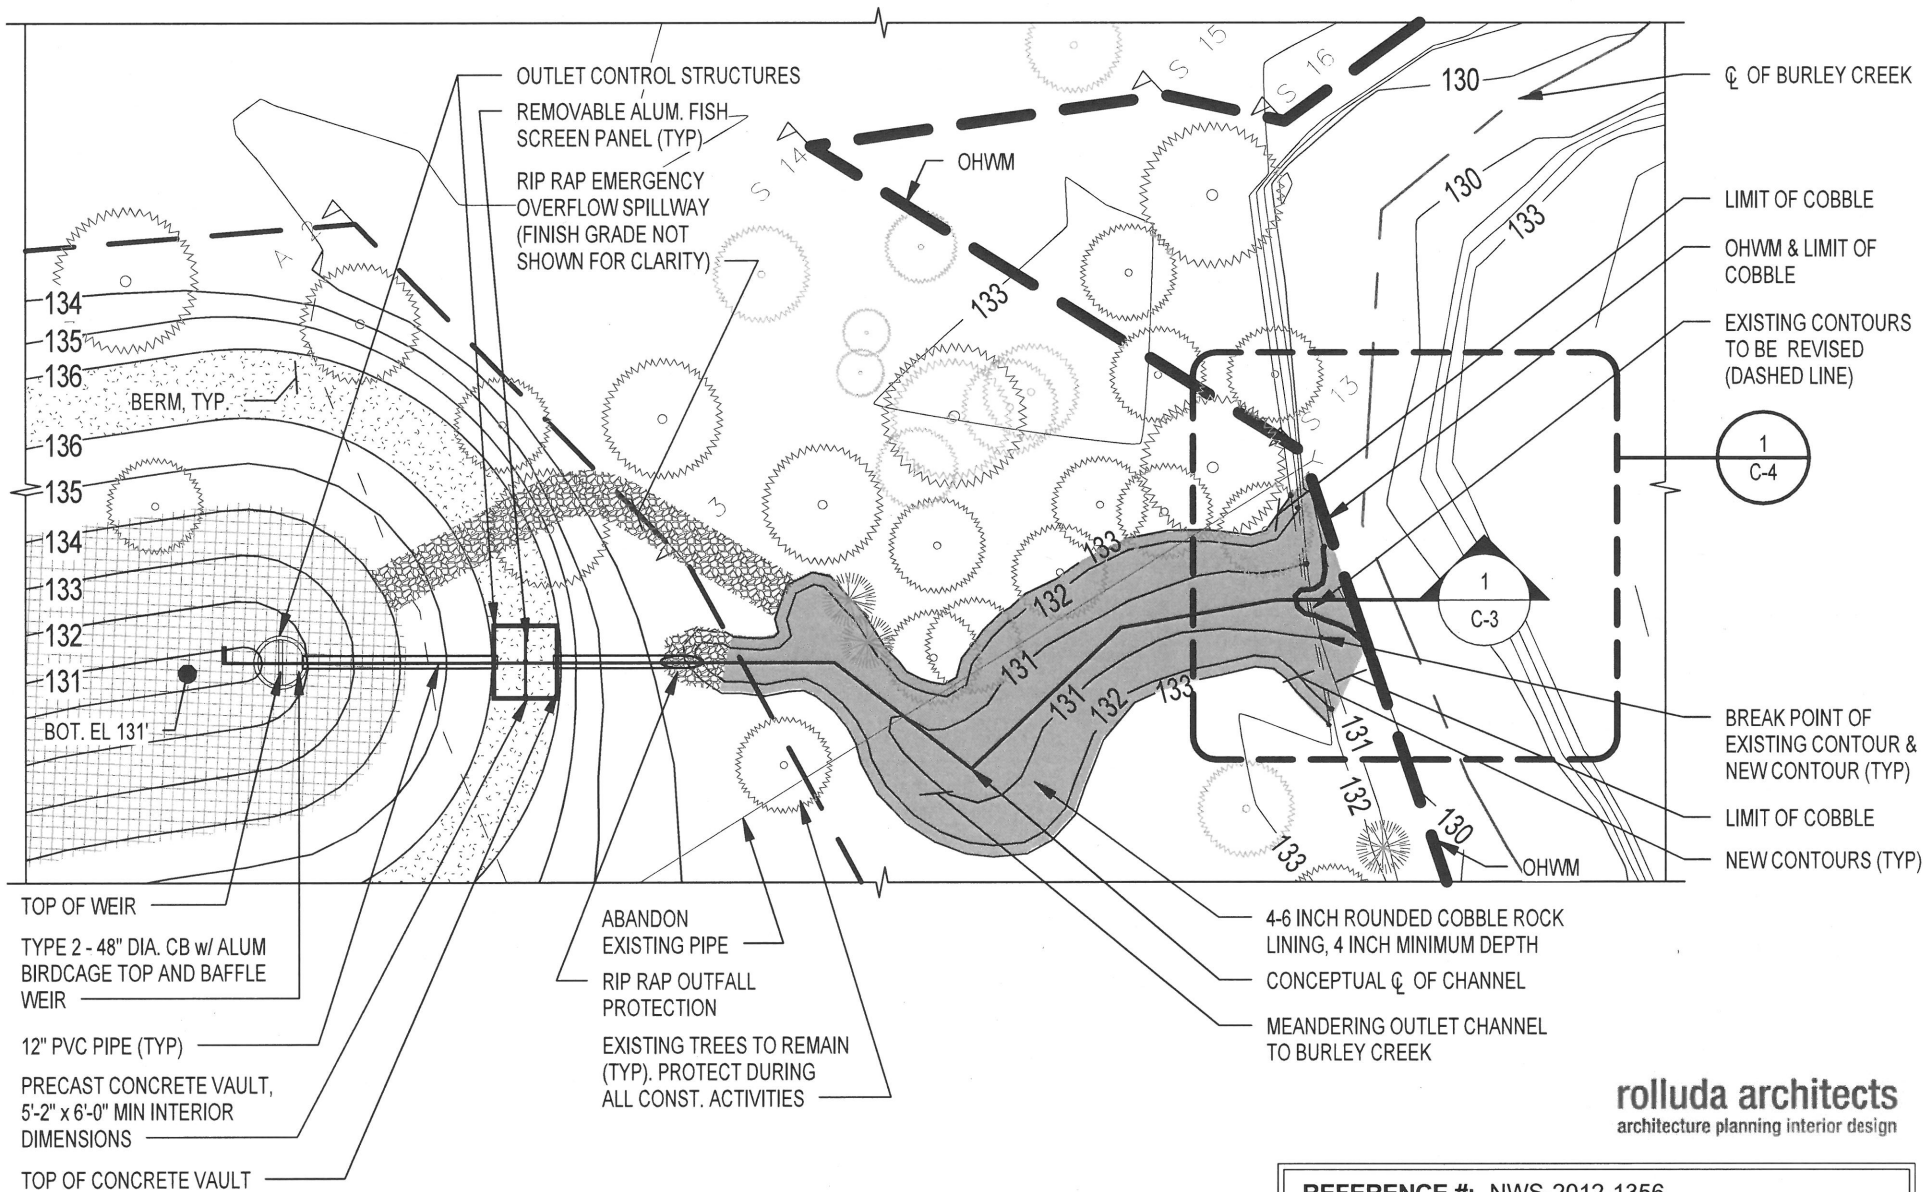 OUTLET CONTROL STRUCTURES
REMOVABLE ALUM. FISH
SCREEN PANEL (TYP)
RIP RAP EMERGENCY
OVERFLOW SPILLWAY
(FINISH GRADE NOT
SHOWN FOR CLARITY)
OHWM
S 14
S 15
S 16
130
℄ OF BURLEY CREEK
130
133
LIMIT OF COBBLE
OHWM & LIMIT OF
COBBLE
EXISTING CONTOURS
TO BE REVISED
(DASHED LINE)
1
C-4
A 2
134
135
136
BERM, TYP.
136
135
134
133
132
131
BOT. EL 131'
133
S 13
3
133
132
131
131
132
133
1
C-3
131
132
133
130
OHWM
BREAK POINT OF
EXISTING CONTOUR &
NEW CONTOUR (TYP)
LIMIT OF COBBLE
NEW CONTOURS (TYP)
TOP OF WEIR
TYPE 2 - 48" DIA. CB w/ ALUM
BIRDCAGE TOP AND BAFFLE
WEIR
12" PVC PIPE (TYP)
PRECAST CONCRETE VAULT,
5'-2" x 6'-0" MIN INTERIOR
DIMENSIONS
TOP OF CONCRETE VAULT
ABANDON
EXISTING PIPE
RIP RAP OUTFALL
PROTECTION
EXISTING TREES TO REMAIN
(TYP). PROTECT DURING
ALL CONST. ACTIVITIES
4-6 INCH ROUNDED COBBLE ROCK
LINING, 4 INCH MINIMUM DEPTH
CONCEPTUAL ℄ OF CHANNEL
MEANDERING OUTLET CHANNEL
TO BURLEY CREEK
rolluda architects
architecture planning interior design
REFERENCE #: NWS-2012-1356